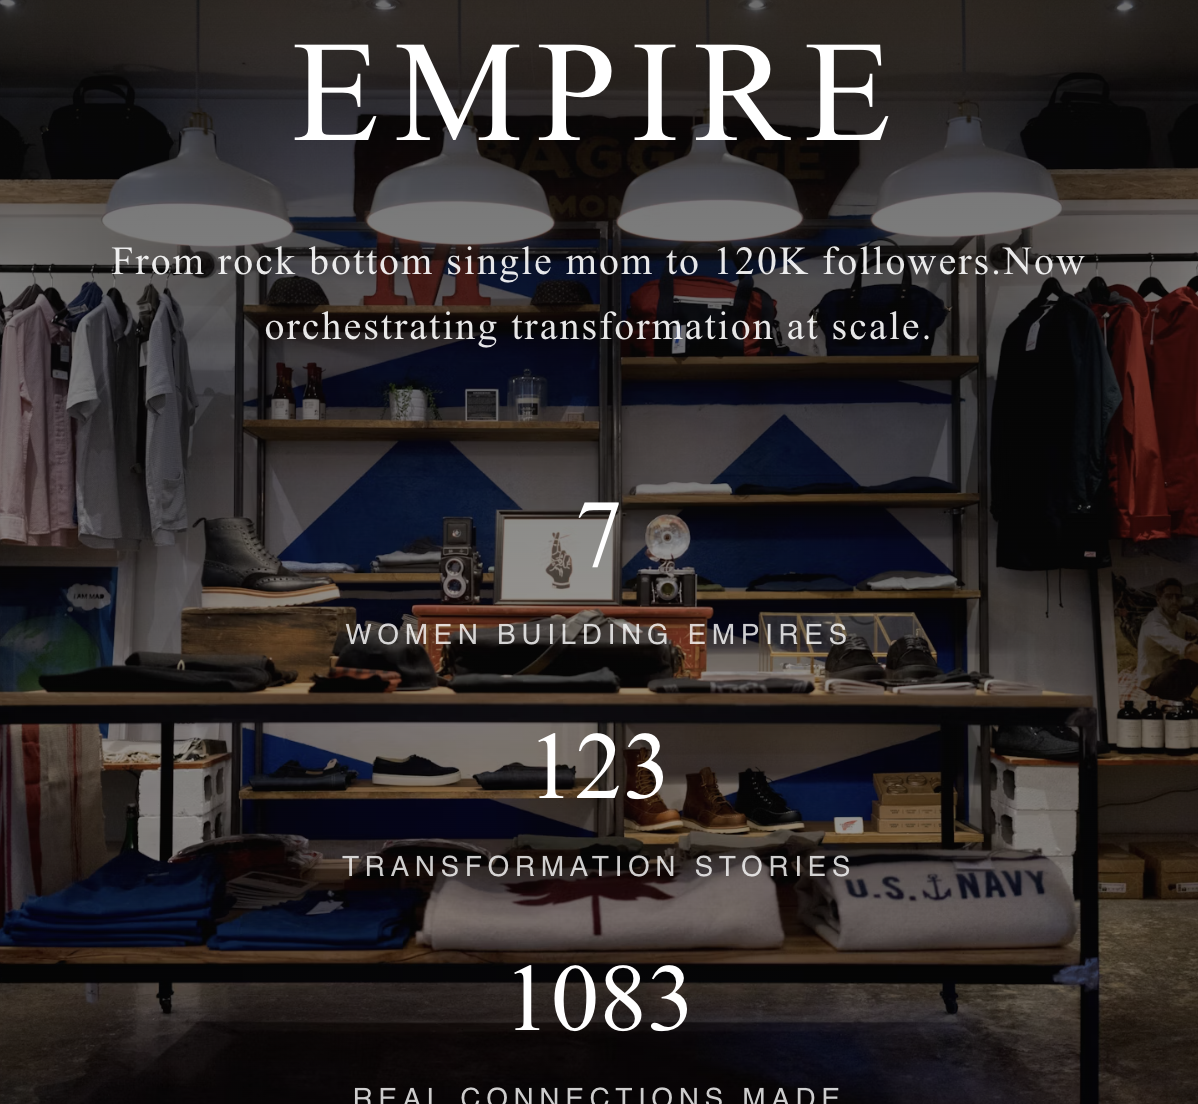 EMPIRE
BAGGAGE
From rock bottom single mom to 120K followers.Now
orchestrating transformation at scale.
7
WOMEN BUILDING EMPIRES
123
TRANSFORMATION STORIES
U.S. NAVY
1083
REAL CONNECTIONS MADE